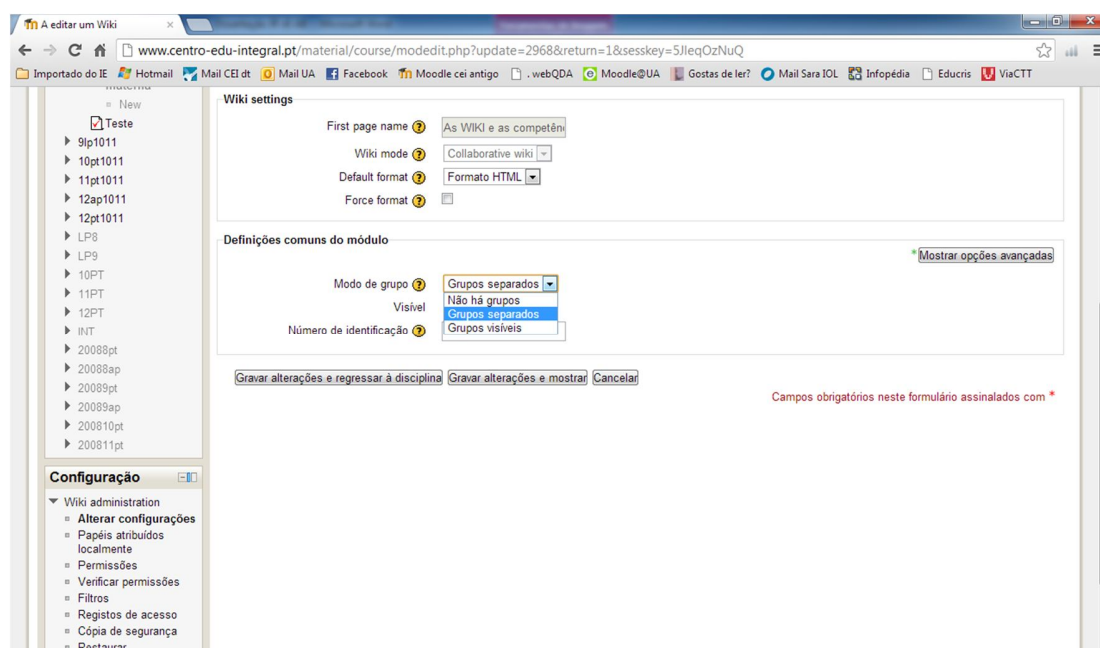 A editar um Wiki
www.centro-edu-integral.pt/material/course/modedit.php?update=2968&return=1&sesskey=5JleqOzNuQ
Importado do IE Hotmail Mail CEI dt Mail UA Facebook Moodle cei antigo . webQDA Moodle@UA Gostas de ler? Mail Sara IOL Infopédia Educris ViaCTT
New
Teste
9lp1011
10pt1011
11pt1011
12ap1011
12pt1011
LP8
LP9
10PT
11PT
12PT
INT
20088pt
20088ap
20089pt
20089ap
200810pt
200811pt
Configuração
Wiki administration
Alterar configurações
Papéis atribuídos
localmente
Permissões
Verificar permissões
Filtros
Registos de acesso
Cópia de segurança
Restaurar
Wiki settings
First page name As WIKI e as competên
Wiki mode Collaborative wiki
Default format Formato HTML
Force format
Definições comuns do módulo
* Mostrar opções avançadas
Modo de grupo Grupos separados
Não há grupos
Grupos separados
Grupos visíveis
Visível
Número de identificação
Gravar alterações e regressar à disciplina Gravar alterações e mostrar Cancelar
Campos obrigatórios neste formulário assinalados com *